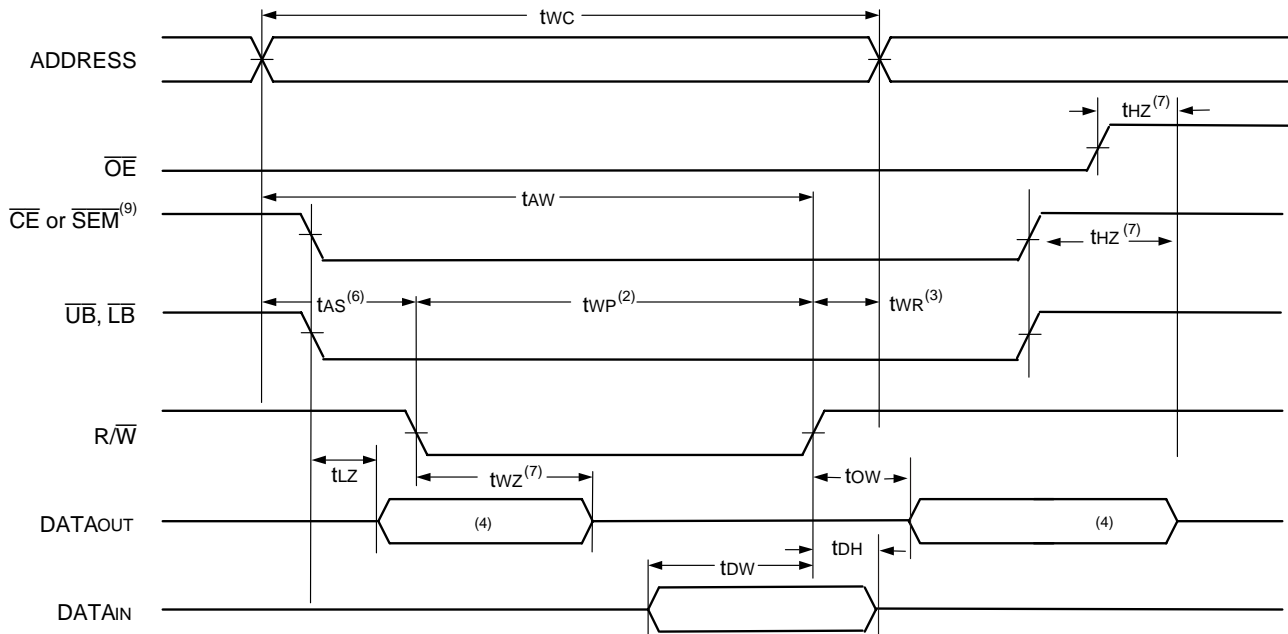 tWC
ADDRESS
tHZ(7)
OE
tAW
CE or SEM(9)
tHZ(7)
tAS(6) tWP(2) tWR(3)
UB, LB
R/W
tLZ tWZ(7) tOW
DATAOUT (4) (4)
tDW tDH
DATAIN